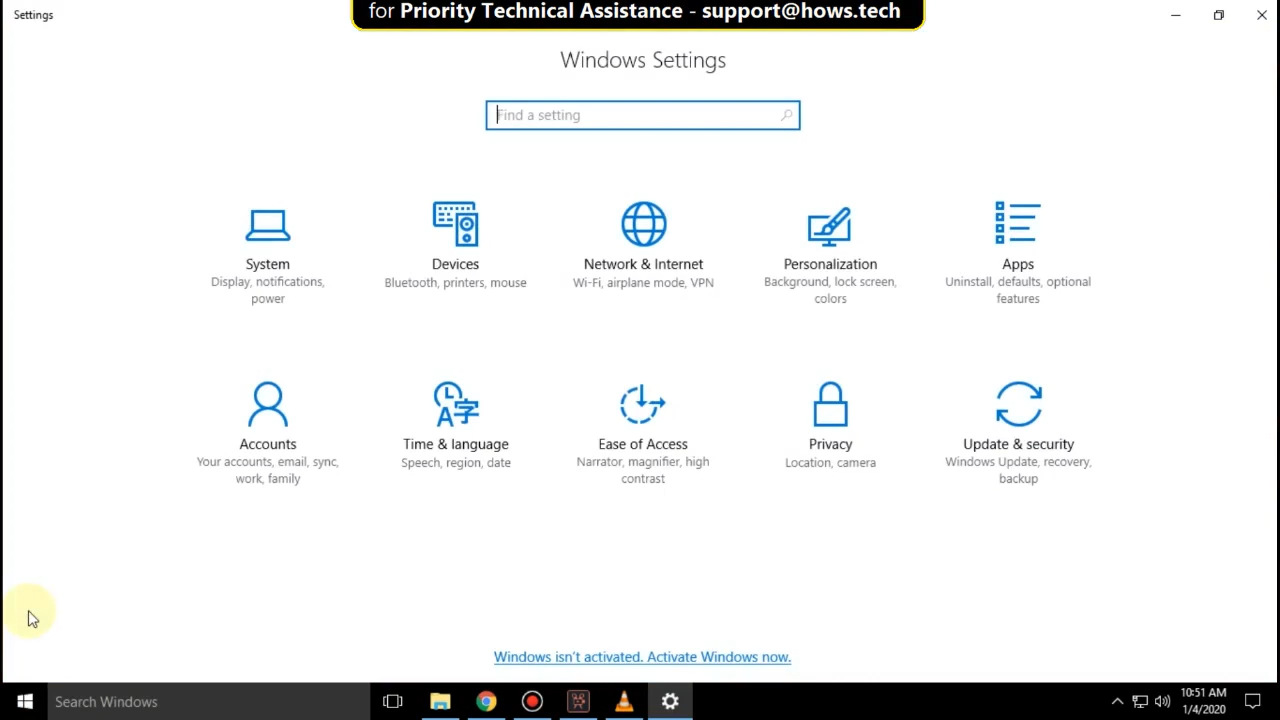 Settings
for Priority Technical Assistance - support@hows.tech
Windows Settings
Find a setting
System
Display, notifications,
power
Devices
Bluetooth, printers, mouse
Network & Internet
Wi-Fi, airplane mode, VPN
Personalization
Background, lock screen,
colors
Apps
Uninstall, defaults, optional
features
Accounts
Your accounts, email, sync,
work, family
Time & language
Speech, region, date
Ease of Access
Narrator, magnifier, high
contrast
Privacy
Location, camera
Update & security
Windows Update, recovery,
backup
Windows isn't activated. Activate Windows now.
Search Windows
10:51 AM
1/4/2020